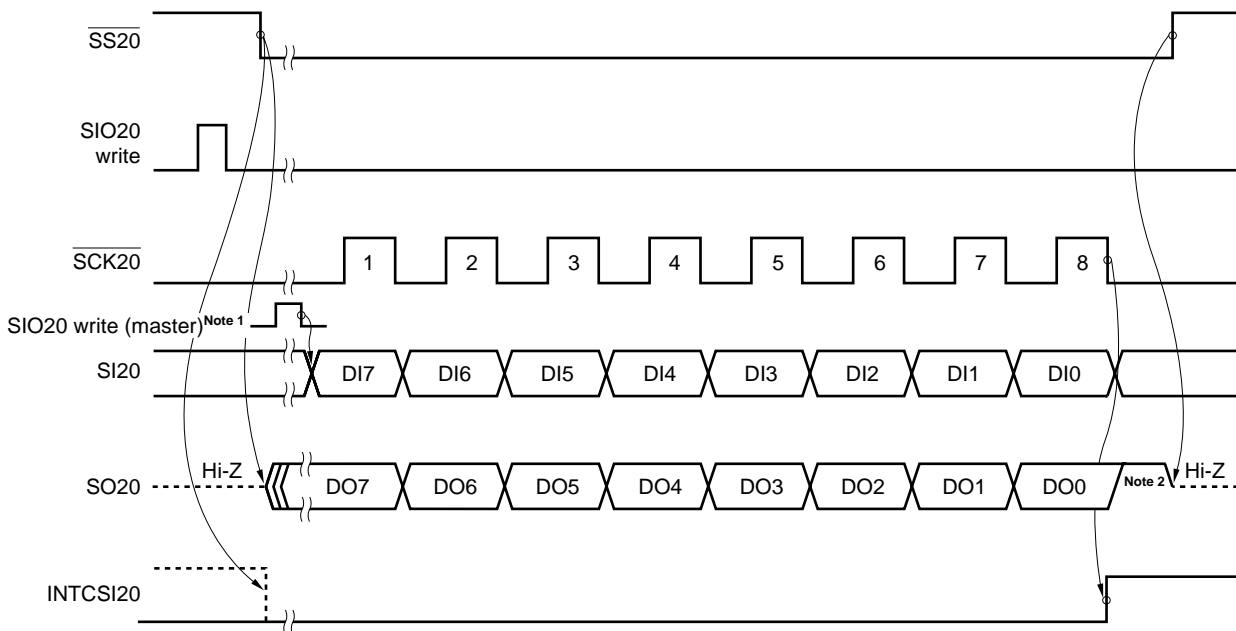 SS20
SIO20
write
SCK20
1 2 3 4 5 6 7 8
SIO20 write (master)Note 1
SI20 DI7 DI6 DI5 DI4 DI3 DI2 DI1 DI0
SO20 Hi-Z DO7 DO6 DO5 DO4 DO3 DO2 DO1 DO0 Note 2 Hi-Z
INTCSI20